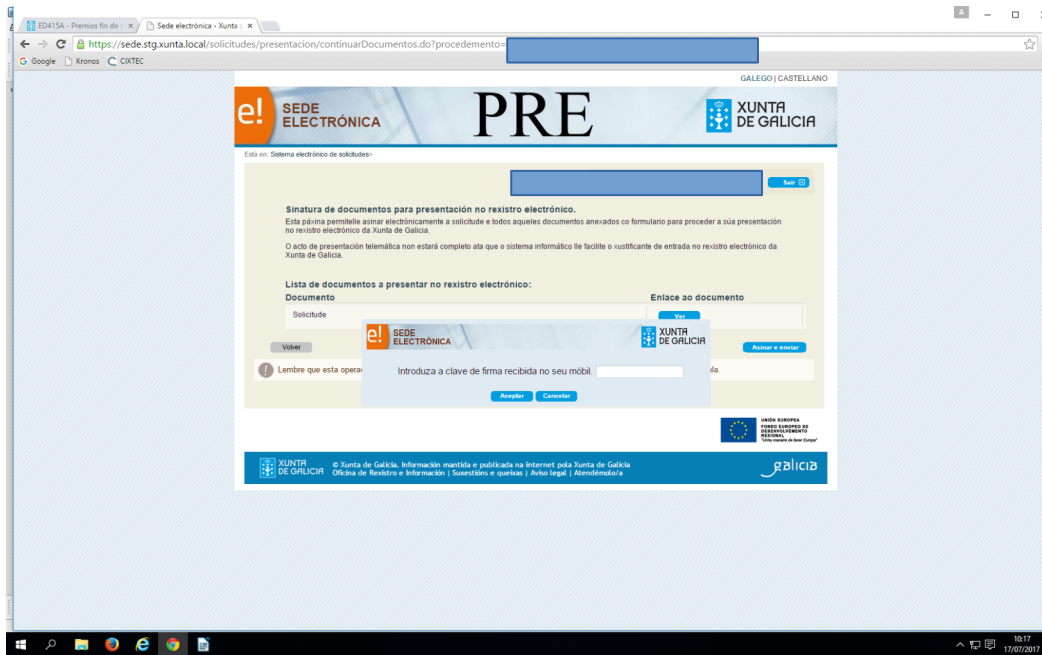 ED415A - Premios fin de
Sede electrónica - Xunta
https://sede.stg.xunta.local/solicitudes/presentacion/continuarDocumentos.do?procedemento=
Google Kronos CIXTEC
GALEGO | CASTELLANO
e! SEDE ELECTRÓNICA
PRE
XUNTA DE GALICIA
Está en: Sistema electrónico de solicitudes>
Sair
Sinatura de documentos para presentación no rexistro electrónico.
Esta páxina permitelle asinar electrónicamente a solicitude e todos aqueles documentos anexados co formulario para proceder a súa presentación
no rexistro electrónico da Xunta de Galicia.
O acto de presentación telemática non estará completo ata que o sistema informático lle facilite o xustificante de entrada no rexistro electrónico da
Xunta de Galicia.
Lista de documentos a presentar no rexistro electrónico:
Documento Enlace ao documento
Solicitude Ver
e! SEDE ELECTRÓNICA
XUNTA DE GALICIA
Volver Asinar e enviar
Lembre que esta opera
Introduza a clave de firma recibida no seu móbil.
Aceptar Cancelar
UNIÓN EUROPEA
FONDO EUROPEO DE
DESENVOLVEMENTO
REXIONAL
"Unha maneira de facer Europa"
XUNTA DE GALICIA
© Xunta de Galicia. Información mantida e publicada na internet pola Xunta de Galicia
Oficina de Rexistro e Información | Suxestións e queixas | Aviso legal | Atendémolo/a
galicia
10:17
17/07/2017